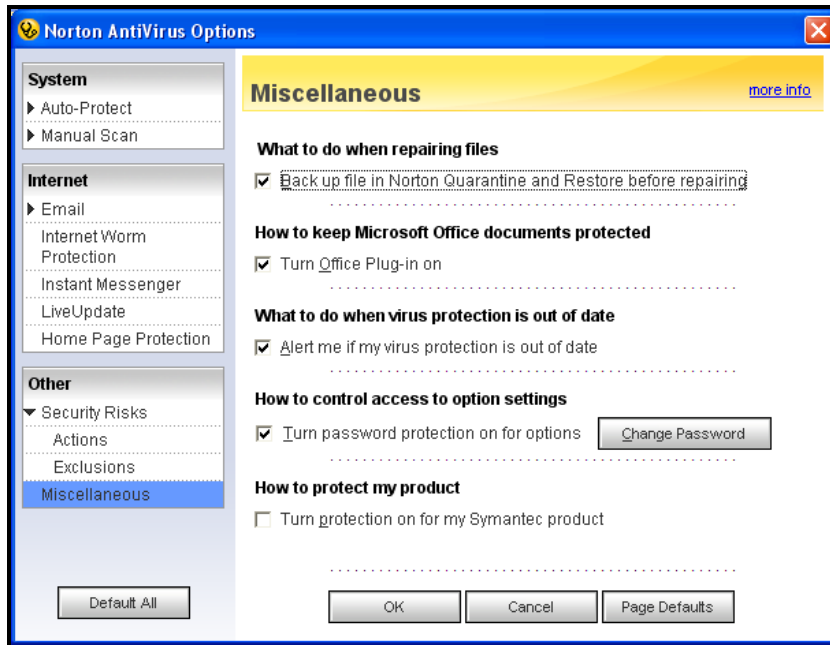 Norton AntiVirus Options
System
Auto-Protect
Manual Scan
Internet
Email
Internet Worm
Protection
Instant Messenger
LiveUpdate
Home Page Protection
Other
Security Risks
Actions
Exclusions
Miscellaneous
Default All
Miscellaneous
more info
What to do when repairing files
Back up file in Norton Quarantine and Restore before repairing
How to keep Microsoft Office documents protected
Turn Office Plug-in on
What to do when virus protection is out of date
Alert me if my virus protection is out of date
How to control access to option settings
Turn password protection on for options
Change Password
How to protect my product
Turn protection on for my Symantec product
OK
Cancel
Page Defaults